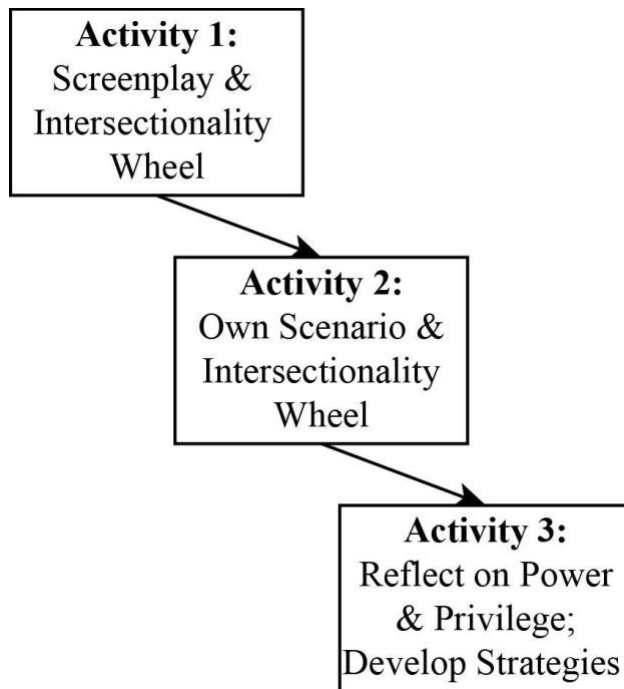 Activity 1:
Screenplay &
Intersectionality
Wheel
Activity 2:
Own Scenario &
Intersectionality
Wheel
Activity 3:
Reflect on Power
& Privilege;
Develop Strategies